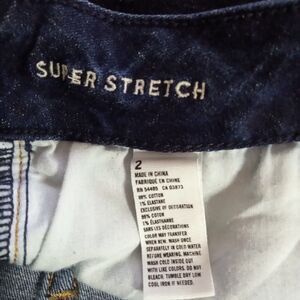 SUPER STRETCH
2
MADE IN CHINA
FABRIQUÉ EN CHINE
RN 54485 CA 03873
99% COTTON
1% ELASTANE
EXCLUSIVE OF DECORATION
99% COTON
1% ÉLASTHANNE
SANS LES DÉCORATIONS
COLOR MAY TRANSFER
WHEN NEW. WASH ONCE
SEPARATELY IN COLD WATER
BEFORE WEARING. MACHINE
WASH COLD INSIDE OUT
WITH LIKE COLORS. DO NOT
BLEACH. TUMBLE DRY LOW
COOL IRON IF NEEDED.